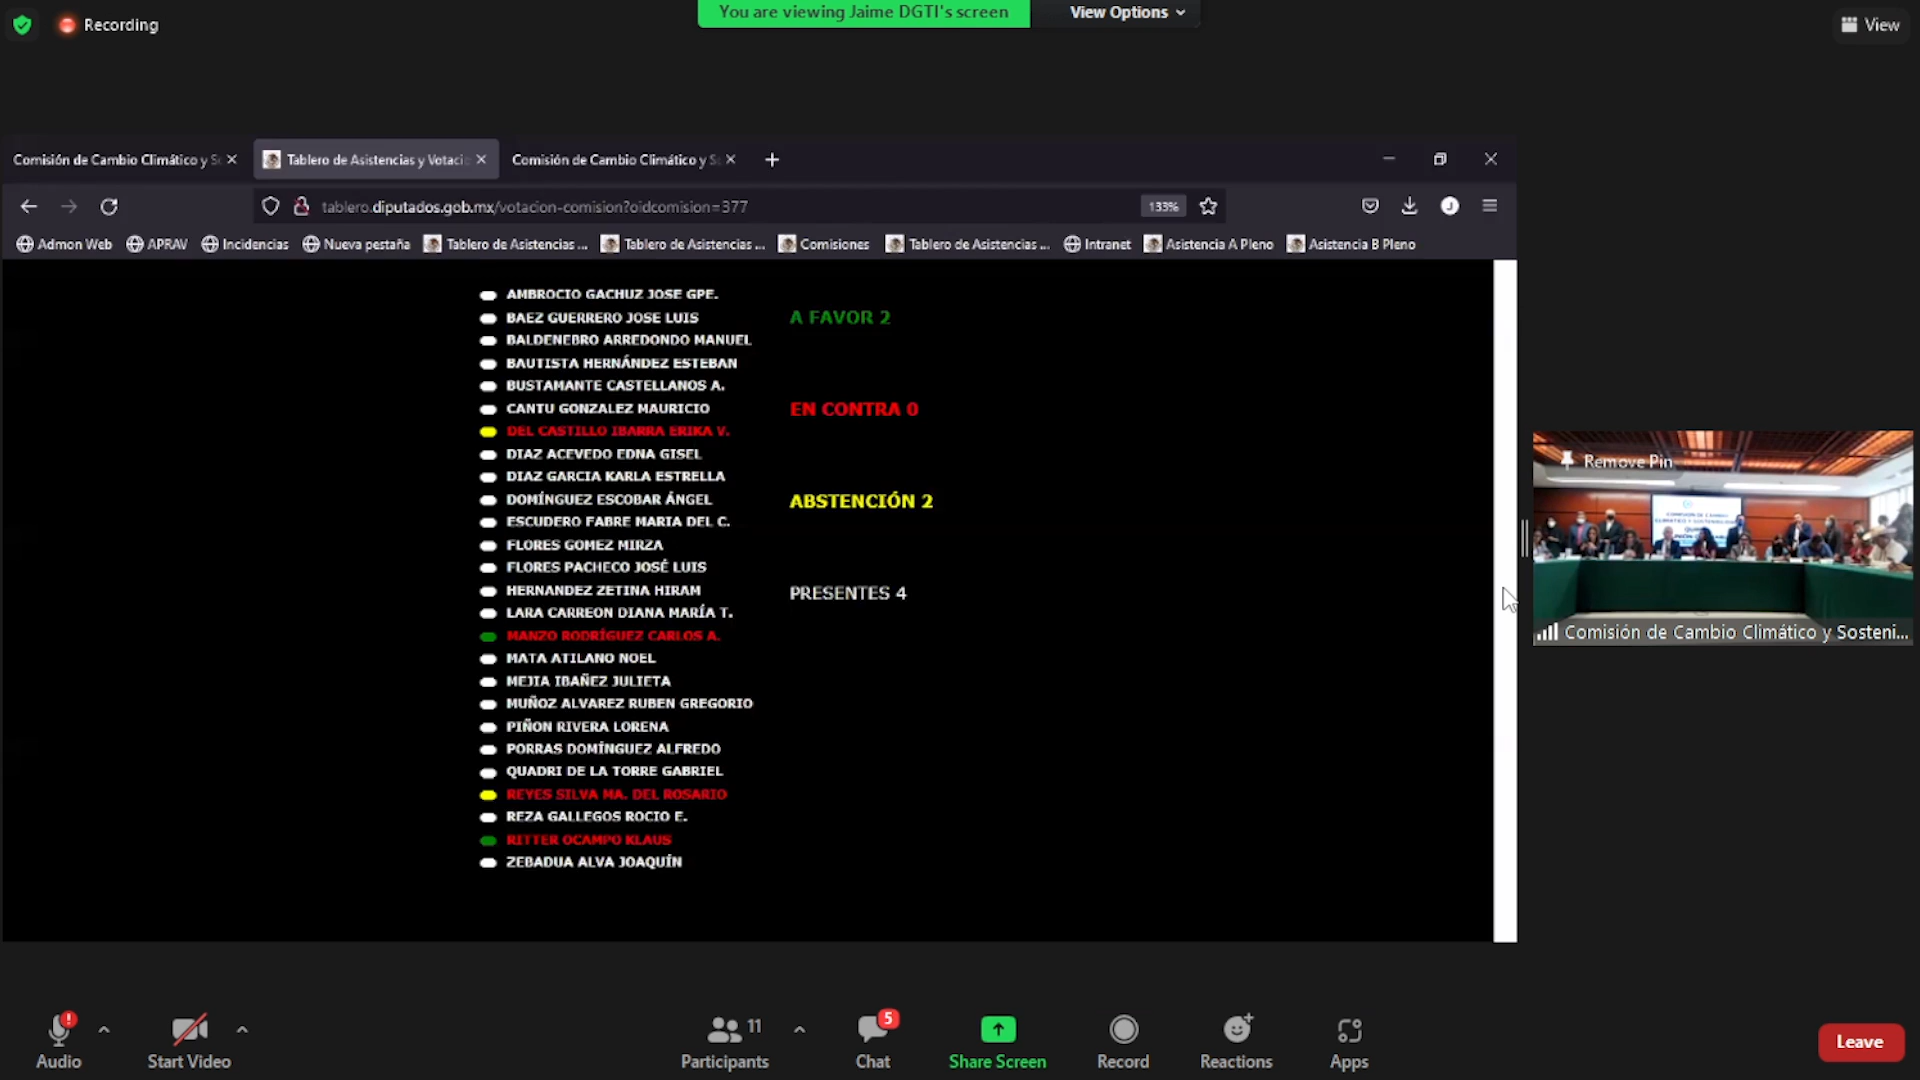 Recording
You are viewing Jaime DGTI's screen
View Options
View
Comisión de Cambio Climático y S
Tablero de Asistencias y Votaci
Comisión de Cambio Climático y S
tablero.diputados.gob.mx/votacion-comision?oidcomision=377
133%
J
Admon Web
APRAV
Incidencias
Nueva pestaña
Tablero de Asistencias ...
Tablero de Asistencias ...
Comisiones
Tablero de Asistencias ...
Intranet
Asistencia A Pleno
Asistencia B Pleno
AMBROCIO GACHUZ JOSE GPE.
BAEZ GUERRERO JOSE LUIS
BALDENEBRO ARREDONDO MANUEL
BAUTISTA HERNÁNDEZ ESTEBAN
BUSTAMANTE CASTELLANOS A.
CANTU GONZALEZ MAURICIO
DEL CASTILLO IBARRA ERIKA V.
DIAZ ACEVEDO EDNA GISEL
DIAZ GARCIA KARLA ESTRELLA
DOMÍNGUEZ ESCOBAR ÁNGEL
ESCUDERO FABRE MARIA DEL C.
FLORES GOMEZ MIRZA
FLORES PACHECO JOSÉ LUIS
HERNANDEZ ZETINA HIRAM
LARA CARREON DIANA MARÍA T.
MANZO RODRÍGUEZ CARLOS A.
MATA ATILANO NOEL
MEJIA IBAÑEZ JULIETA
MUÑOZ ALVAREZ RUBEN GREGORIO
PIÑON RIVERA LORENA
PORRAS DOMÍNGUEZ ALFREDO
QUADRI DE LA TORRE GABRIEL
REYES SILVA MA. DEL ROSARIO
REZA GALLEGOS ROCIO E.
RITTER OCAMPO KLAUS
ZEBADUA ALVA JOAQUÍN
A FAVOR 2
EN CONTRA 0
ABSTENCIÓN 2
PRESENTES 4
Remove Pin
COMISIÓN DE CAMBIO
CLIMÁTICO Y SOSTENIBILIDAD
Comisión de Cambio Climático y Sosteni...
Audio
Start Video
11
Participants
5
Chat
Share Screen
Record
Reactions
Apps
Leave